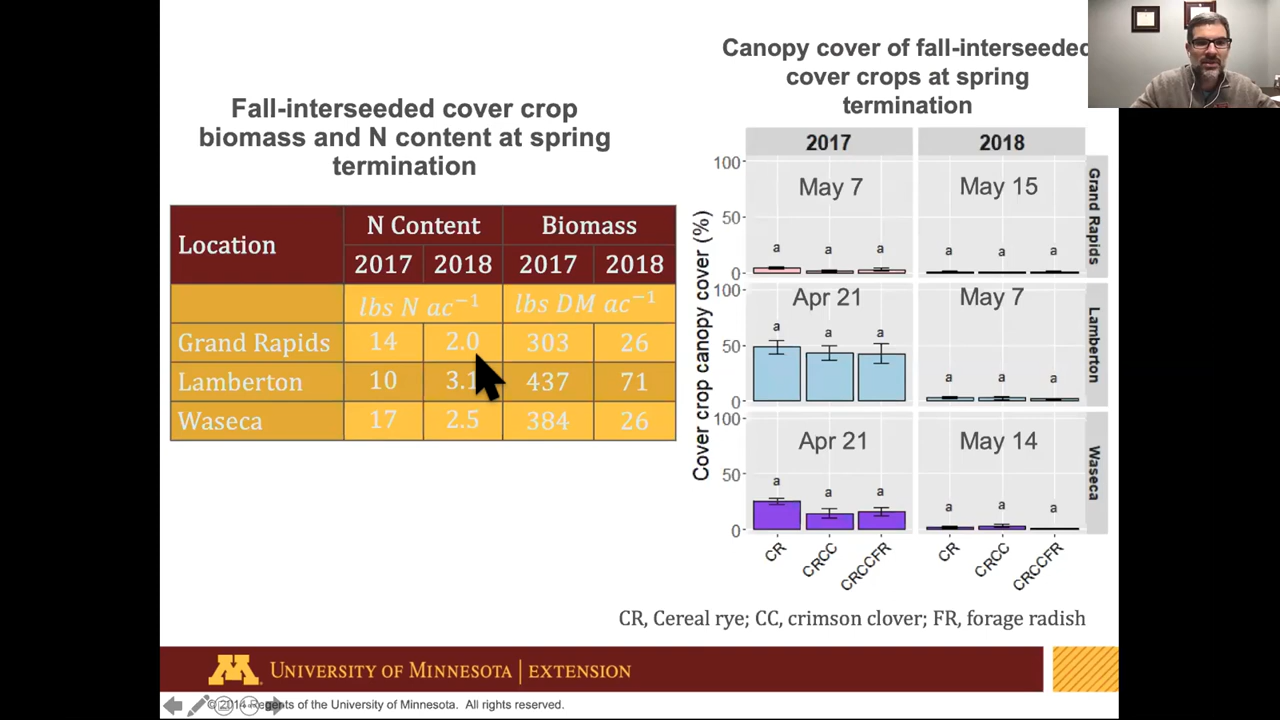 Fall-interseeded cover crop
biomass and N content at spring
termination
Location N Content Biomass
2017 2018 2017 2018
lbs N ac⁻¹ lbs DM ac⁻¹
Grand Rapids 14 2.0 303 26
Lamberton 10 3.1 437 71
Waseca 17 2.5 384 26
Canopy cover of fall-interseeded
cover crops at spring
termination
2017 2018
Cover crop canopy cover (%)
100
50
0
May 7
a a a
May 15
a a a
Grand Rapids
100
50
0
Apr 21
a a a
May 7
a a a
Lamberton
100
50
0
Apr 21
a a a
May 14
a a a
Waseca
CR CRCC CRCCFR CR CRCC CRCCFR
CR, Cereal rye; CC, crimson clover; FR, forage radish
M UNIVERSITY OF MINNESOTA | EXTENSION
© 2014 Regents of the University of Minnesota. All rights reserved.